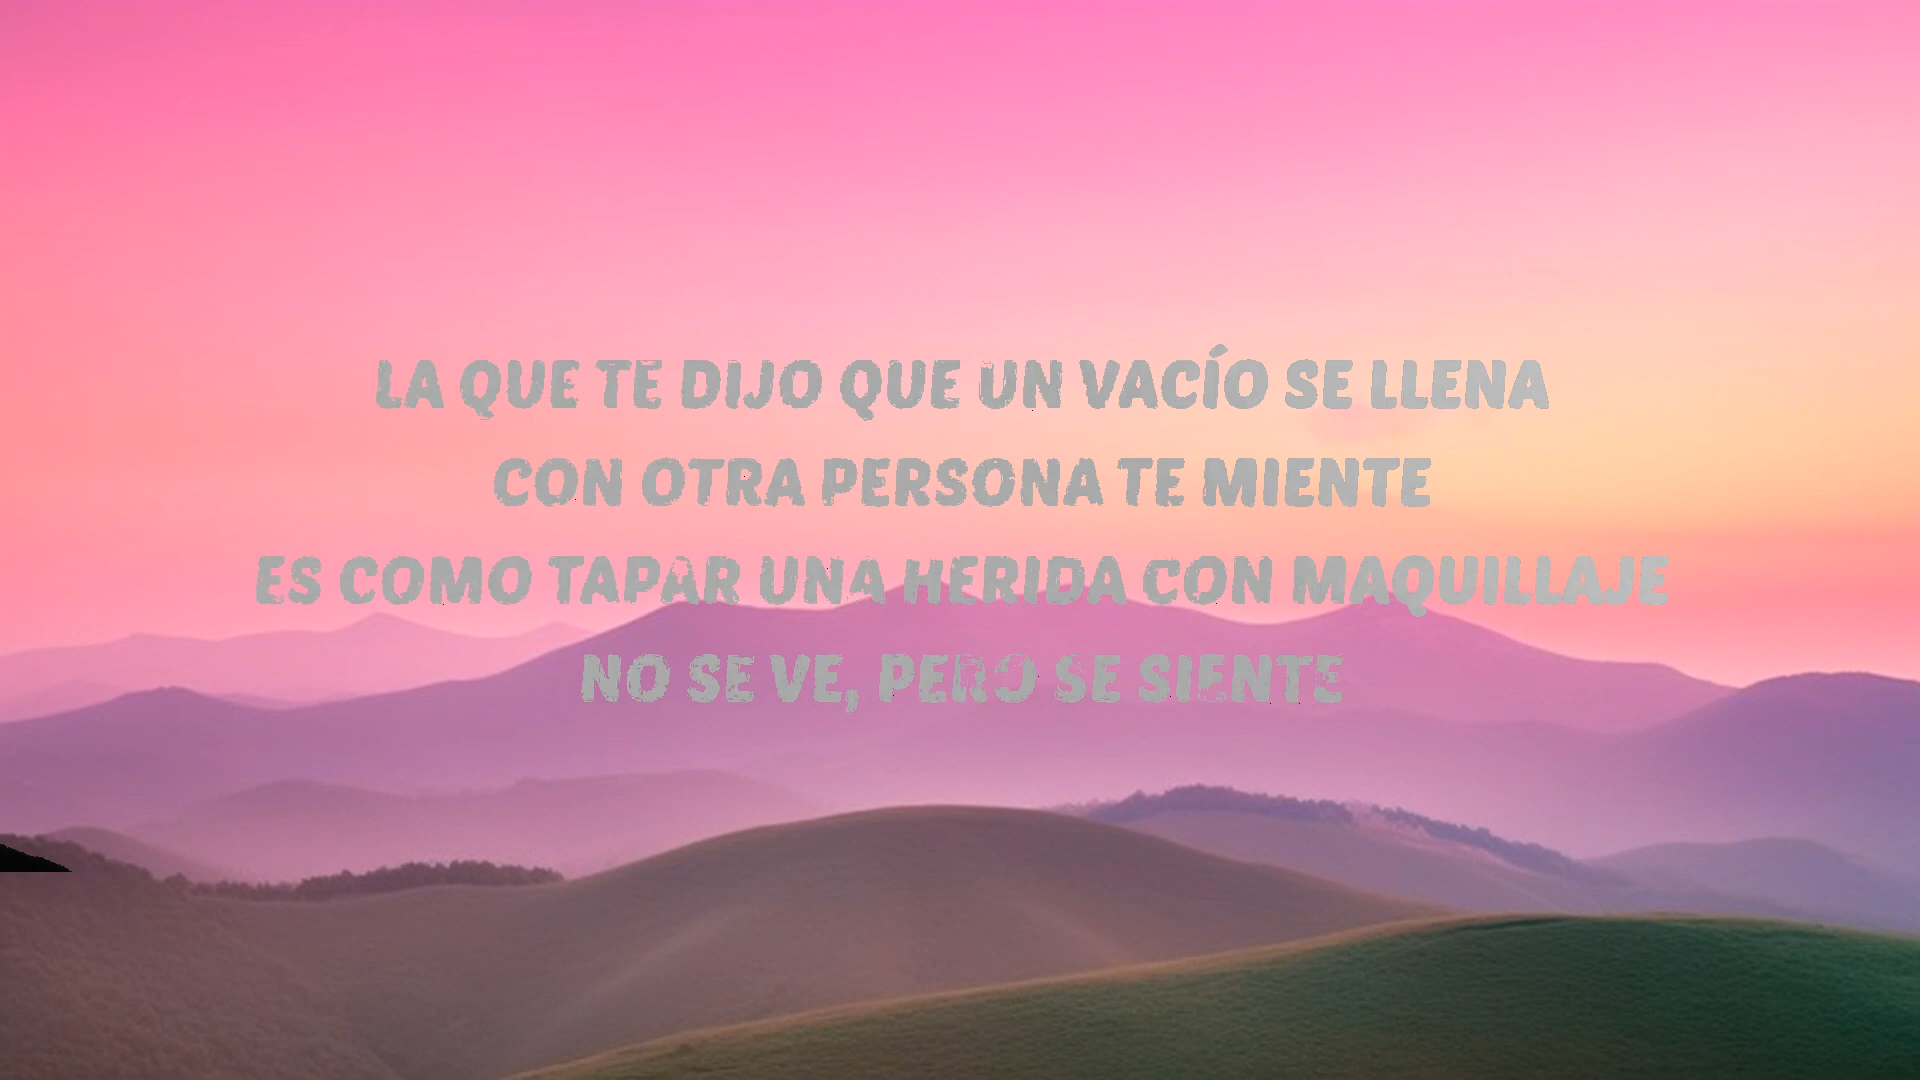 LA QUE TE DIJO QUE UN VACÍO SE LLENA
CON OTRA PERSONA TE MIENTE
ES COMO TAPAR UNA HERIDA CON MAQUILLAJE
NO SE VE, PERO SE SIENTE